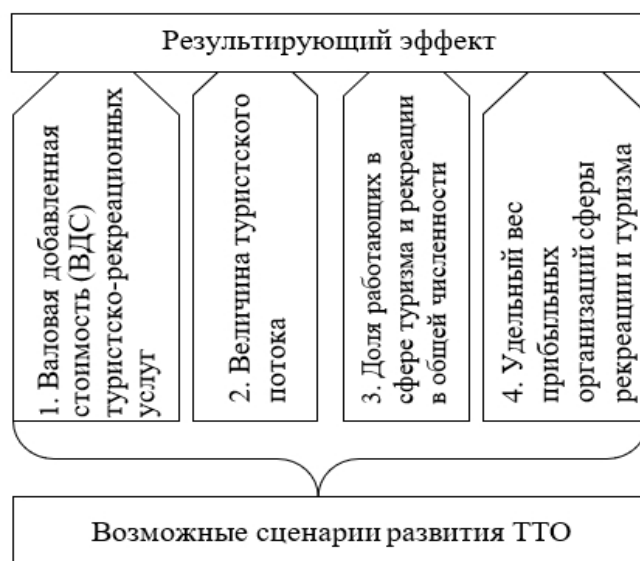 Результирующий эффект
1. Валовая добавленная
стоимость (ВДС)
туристско-рекреационных
услуг
2. Величина туристского
потока
3. Доля работающих в
сфере туризма и рекреации
в общей численности
4. Удельный вес
прибыльных
организаций сферы
рекреации и туризма
Возможные сценарии развития ТТО